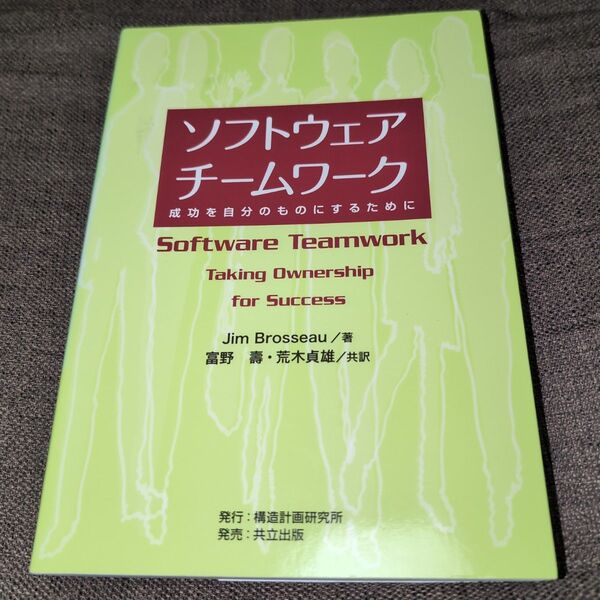 ソフトウェア
チームワーク
成功を自分のものにするために
Software Teamwork
Taking Ownership
for Success
Jim Brosseau／著
富野　壽・荒木貞雄／共訳
発行：構造計画研究所
発売：共立出版